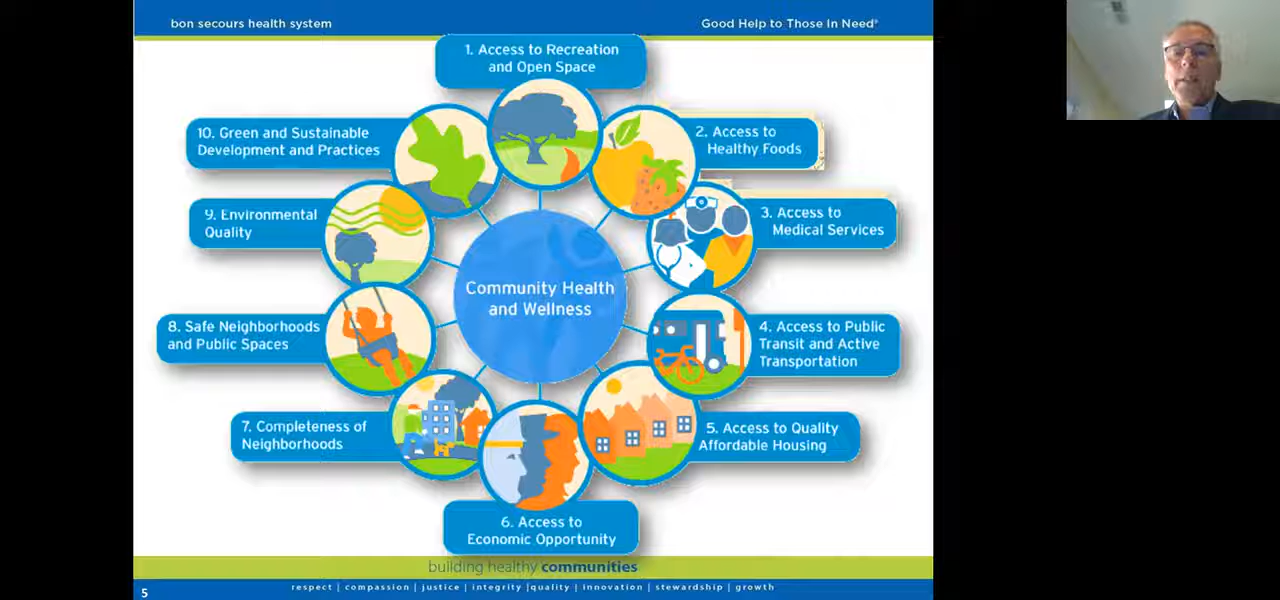 bon secours health system
Good Help to Those In Need®
1. Access to Recreation
and Open Space
2. Access to
Healthy Foods
3. Access to
Medical Services
4. Access to Public
Transit and Active
Transportation
5. Access to Quality
Affordable Housing
6. Access to
Economic Opportunity
7. Completeness of
Neighborhoods
8. Safe Neighborhoods
and Public Spaces
9. Environmental
Quality
10. Green and Sustainable
Development and Practices
Community Health
and Wellness
building healthy communities
respect | compassion | justice | integrity |quality | innovation | stewardship | growth
5